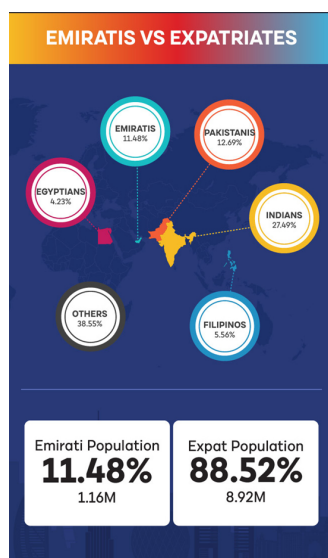 EMIRATIS VS EXPATRIATES
EMIRATIS
11.48%
PAKISTANIS
12.69%
EGYPTIANS
4.23%
INDIANS
27.49%
OTHERS
38.55%
FILIPINOS
5.56%
Emirati Population
11.48%
1.16M
Expat Population
88.52%
8.92M